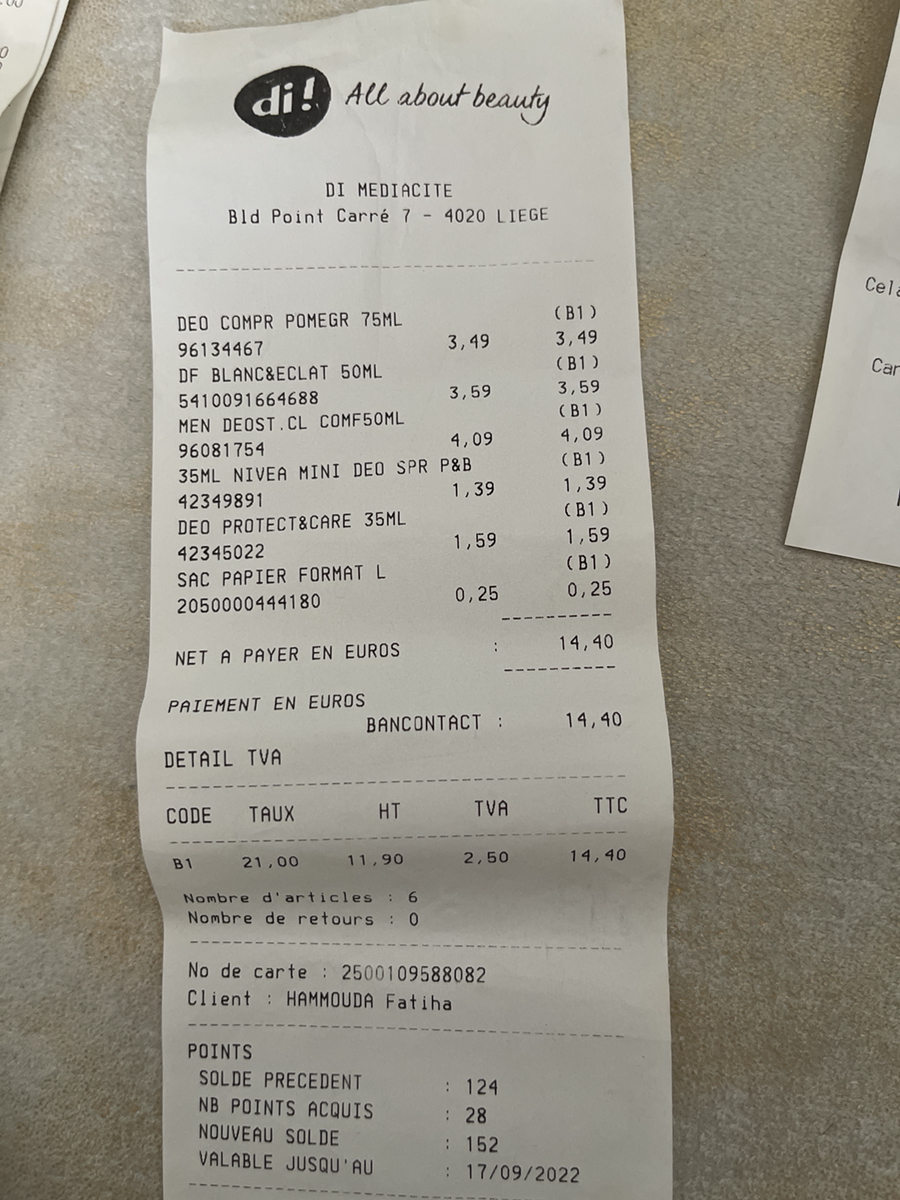 di! All about beauty
DI MEDIACITE
Bld Point Carré 7 - 4020 LIEGE
DEO COMPR POMEGR 75ML (B1)
96134467 3,49 3,49
DF BLANC&ECLAT 50ML (B1)
5410091664688 3,59 3,59
MEN DEOST.CL COMF50ML (B1)
96081754 4,09 4,09
35ML NIVEA MINI DEO SPR P&B (B1)
42349891 1,39 1,39
DEO PROTECT&CARE 35ML (B1)
42345022 1,59 1,59
SAC PAPIER FORMAT L (B1)
2050000444180 0,25 0,25
NET A PAYER EN EUROS : 14,40
PAIEMENT EN EUROS
BANCONTACT : 14,40
DETAIL TVA
CODE TAUX HT TVA TTC
B1 21,00 11,90 2,50 14,40
Nombre d'articles : 6
Nombre de retours : 0
No de carte : 2500109588082
Client : HAMMOUDA Fatiha
POINTS
SOLDE PRECEDENT : 124
NB POINTS ACQUIS : 28
NOUVEAU SOLDE : 152
VALABLE JUSQU'AU : 17/09/2022